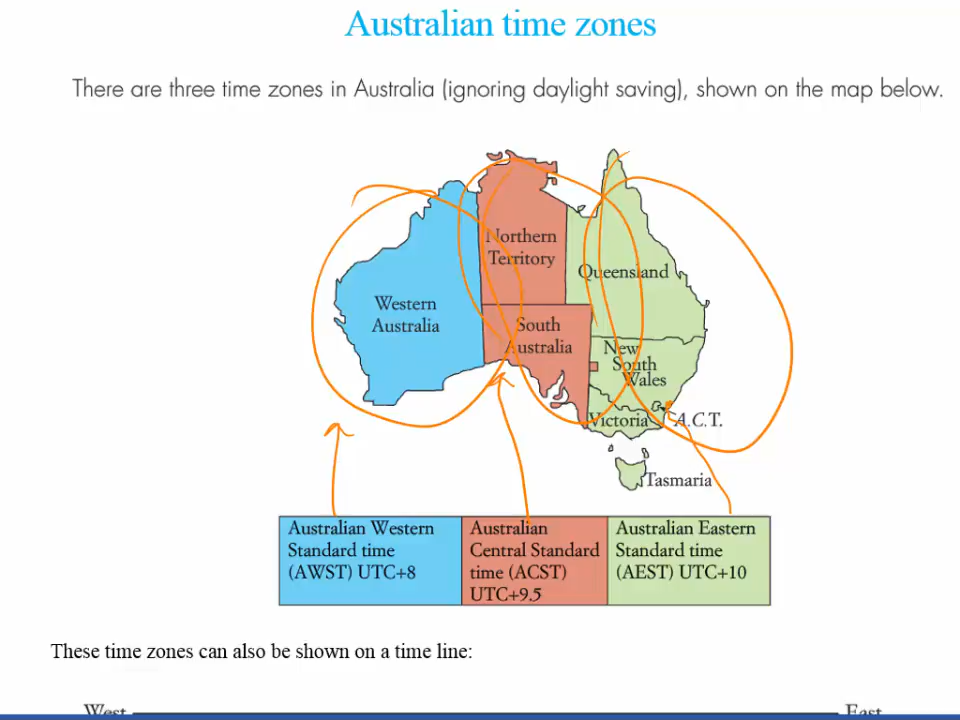 Australian time zones
There are three time zones in Australia (ignoring daylight saving), shown on the map below.
Northern
Territory
Queensland
Western
Australia
South
Australia
New
South
Wales
Victoria
A.C.T.
Tasmania
Australian Western
Standard time
(AWST) UTC+8
Australian
Central Standard
time (ACST)
UTC+9.5
Australian Eastern
Standard time
(AEST) UTC+10
These time zones can also be shown on a time line:
West
East